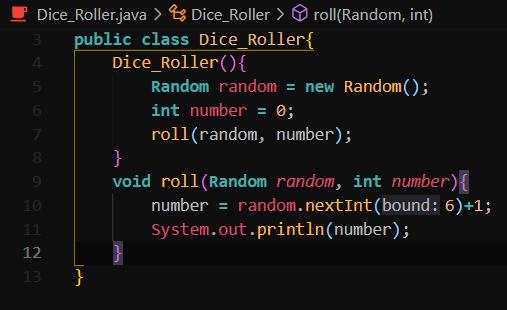 Dice_Roller.java > Dice_Roller > roll(Random, int)
3 public class Dice_Roller{
4 Dice_Roller(){
5 Random random = new Random();
6 int number = 0;
7 roll(random, number);
8 }
9 void roll(Random random, int number){
10 number = random.nextInt(bound: 6)+1;
11 System.out.println(number);
12 }
13 }